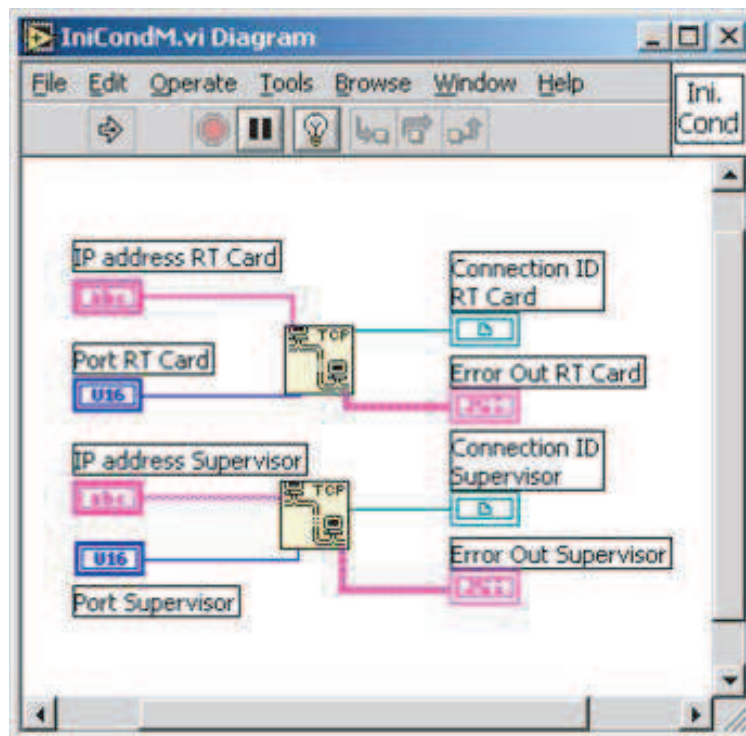 IniCondM.vi Diagram
File Edit Operate Tools Browse Window Help
Ini.
Cond
IP address RT Card
abc
Connection ID
RT Card
TCP
Port RT Card
U16
Error Out RT Card
IP address Supervisor
abc
Connection ID
Supervisor
TCP
U16
Error Out Supervisor
Port Supervisor